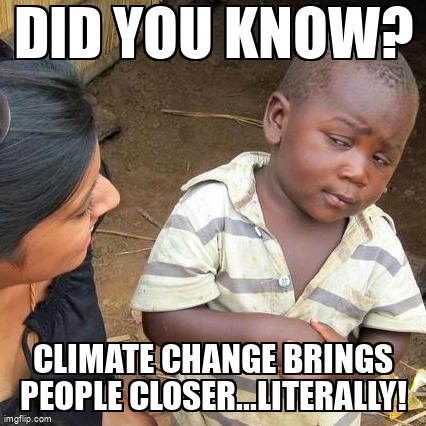 DID YOU KNOW?
CLIMATE CHANGE BRINGS
PEOPLE CLOSER...LITERALLY!
imgflip.com